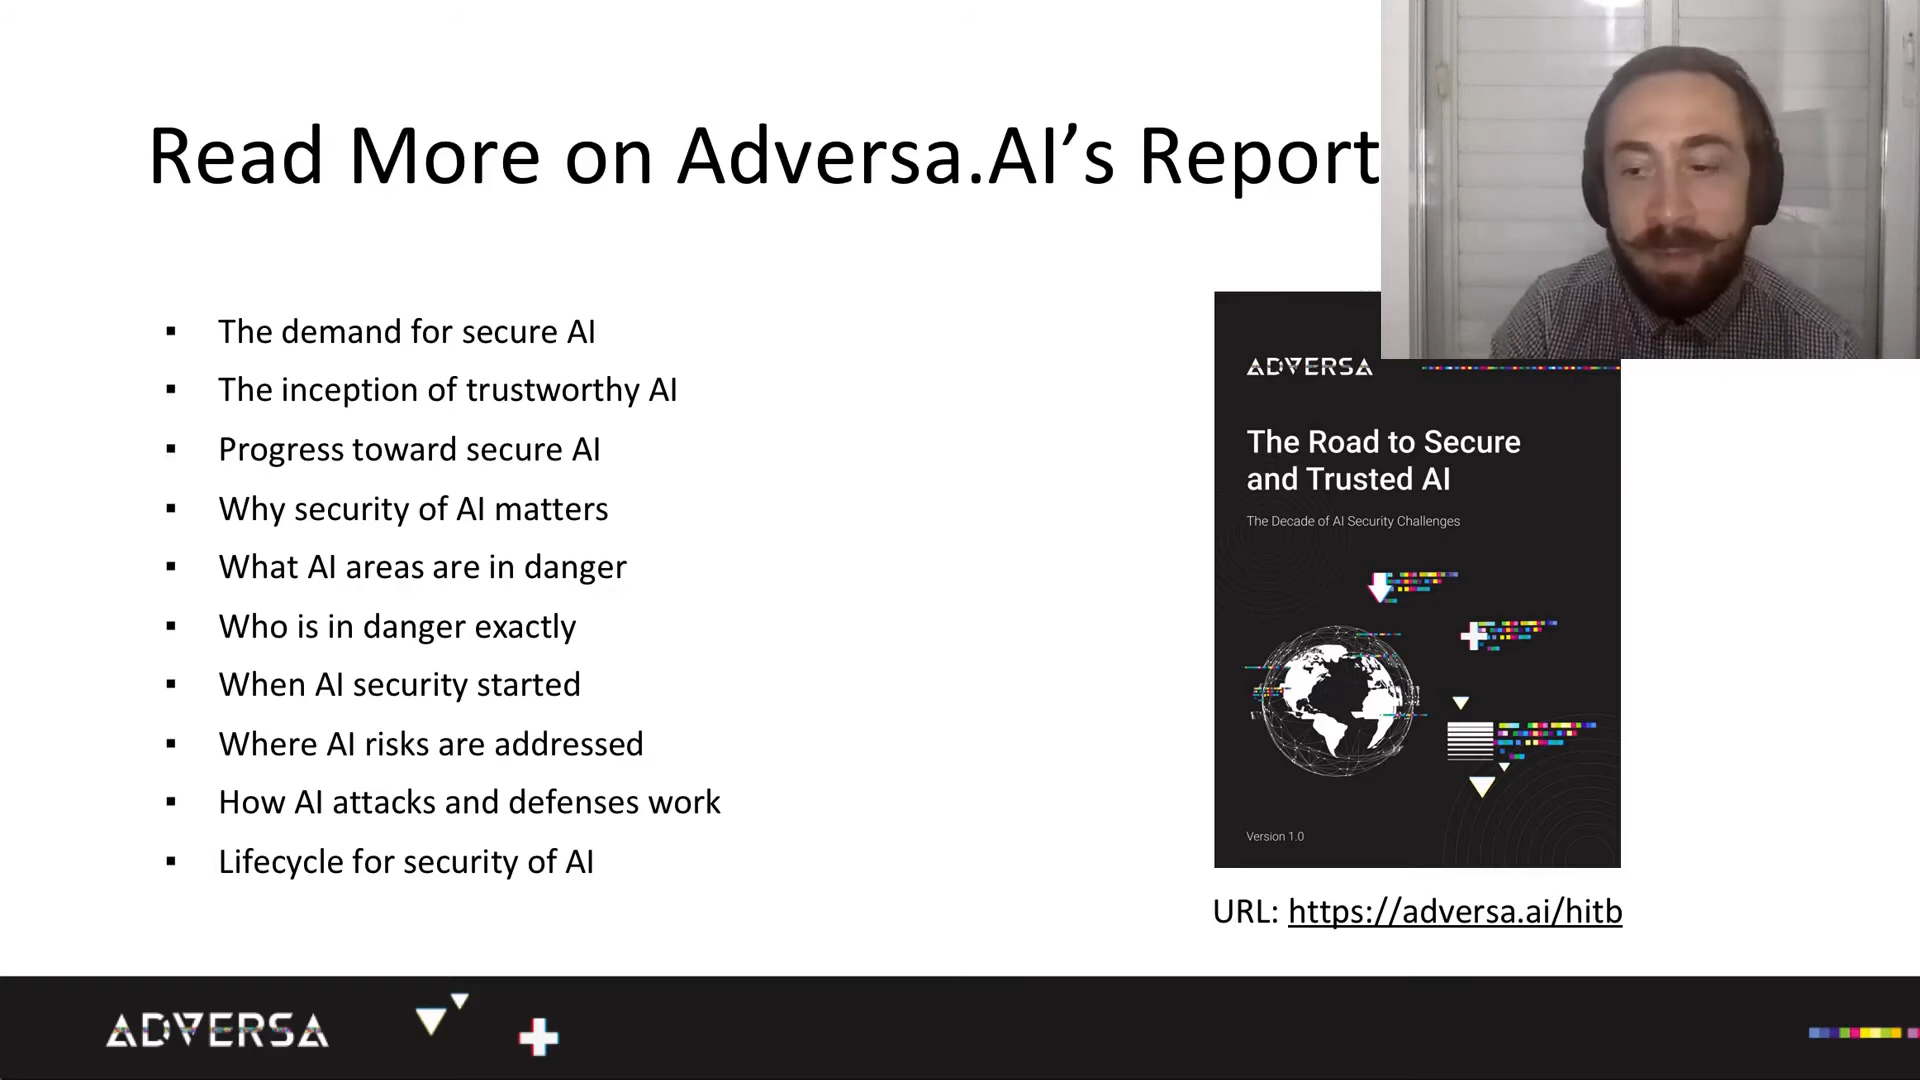 Read More on Adversa.AI’s Report
▪ The demand for secure AI
▪ The inception of trustworthy AI
▪ Progress toward secure AI
▪ Why security of AI matters
▪ What AI areas are in danger
▪ Who is in danger exactly
▪ When AI security started
▪ Where AI risks are addressed
▪ How AI attacks and defenses work
▪ Lifecycle for security of AI
ADVERSA
The Road to Secure
and Trusted AI
The Decade of AI Security Challenges
Version 1.0
URL: https://adversa.ai/hitb
ADVERSA